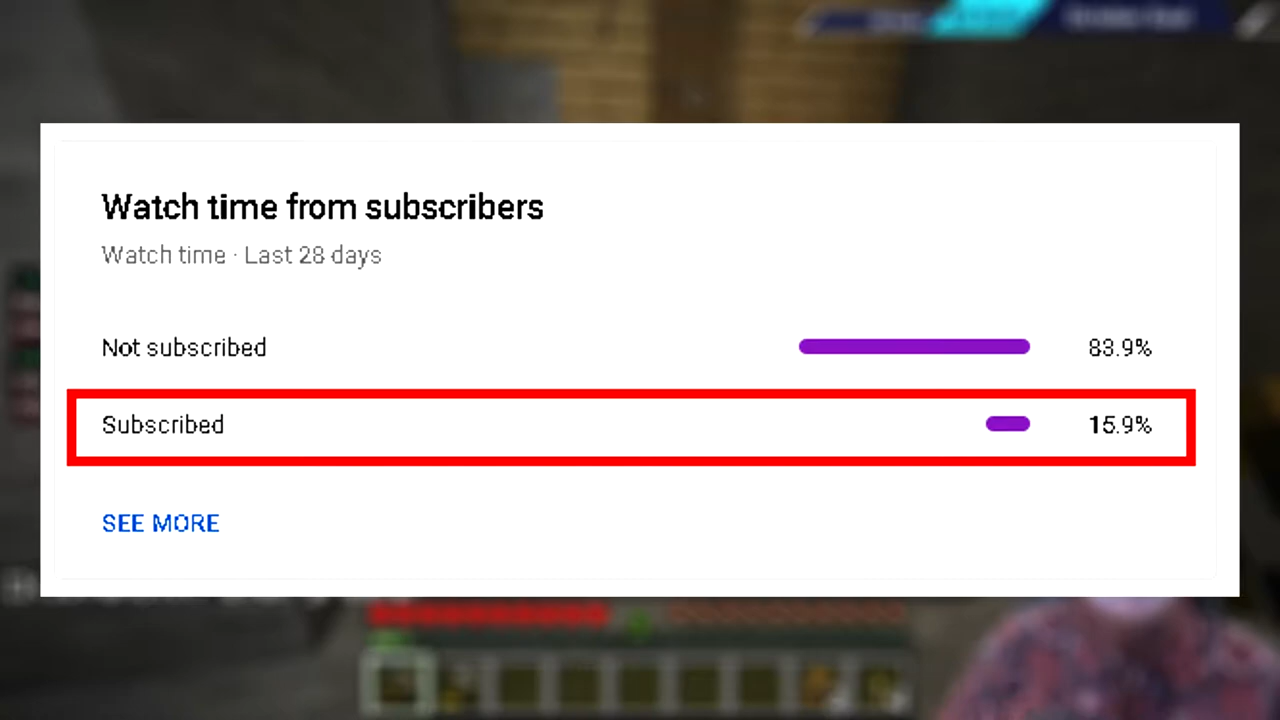 Watch time from subscribers
Watch time · Last 28 days
Not subscribed
83.9%
Subscribed
15.9%
SEE MORE